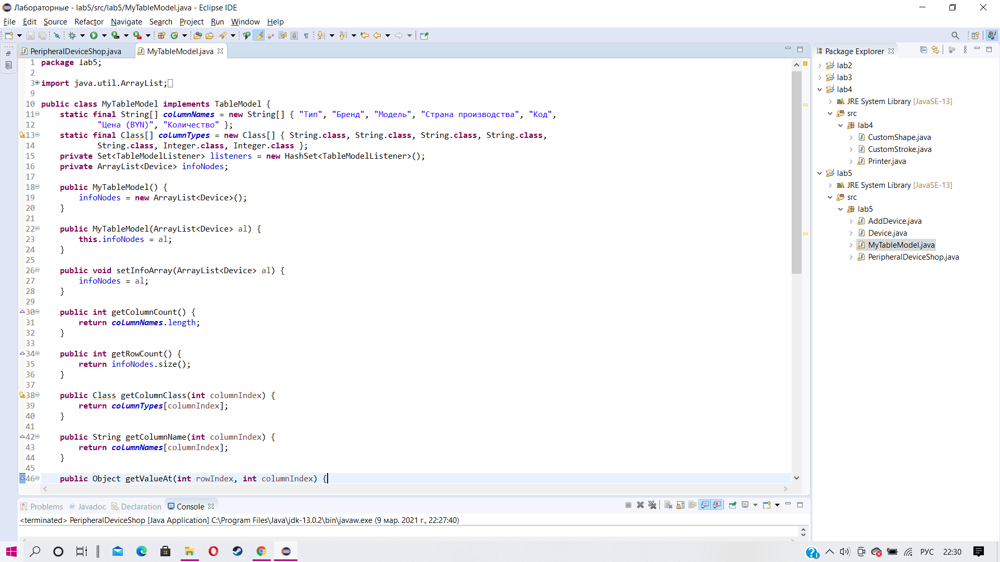 Лабораторные - lab5/src/lab5/MyTableModel.java - Eclipse IDE
File Edit Source Refactor Navigate Search Project Run Window Help
PeripheralDeviceShop.java MyTableModel.java
1 package lab5;
2
3 import java.util.ArrayList;
9
10 public class MyTableModel implements TableModel {
11 static final String[] columnNames = new String[] { "Тип", "Бренд", "Модель", "Страна производства", "Код",
12 "Цена (BYN)", "Количество" };
13 static final Class[] columnTypes = new Class[] { String.class, String.class, String.class, String.class,
14 String.class, Integer.class, Integer.class };
15 private Set<TableModelListener> listeners = new HashSet<TableModelListener>();
16 private ArrayList<Device> infoNodes;
17
18 public MyTableModel() {
19 infoNodes = new ArrayList<Device>();
20 }
21
22 public MyTableModel(ArrayList<Device> al) {
23 this.infoNodes = al;
24 }
25
26 public void setInfoArray(ArrayList<Device> al) {
27 infoNodes = al;
28 }
29
30 public int getColumnCount() {
31 return columnNames.length;
32 }
33
34 public int getRowCount() {
35 return infoNodes.size();
36 }
37
38 public Class getColumnClass(int columnIndex) {
39 return columnTypes[columnIndex];
40 }
41
42 public String getColumnName(int columnIndex) {
43 return columnNames[columnIndex];
44 }
45
46 public Object getValueAt(int rowIndex, int columnIndex) {
Package Explorer
lab2
lab3
lab4
JRE System Library [JavaSE-13]
src
lab4
CustomShape.java
CustomStroke.java
Printer.java
lab5
JRE System Library [JavaSE-13]
src
lab5
AddDevice.java
Device.java
MyTableModel.java
PeripheralDeviceShop.java
Problems @ Javadoc Declaration Console
<terminated> PeripheralDeviceShop [Java Application] C:\Program Files\Java\jdk-13.0.2\bin\javaw.exe (9 мар. 2021 г., 22:27:40)
РУС 22:30